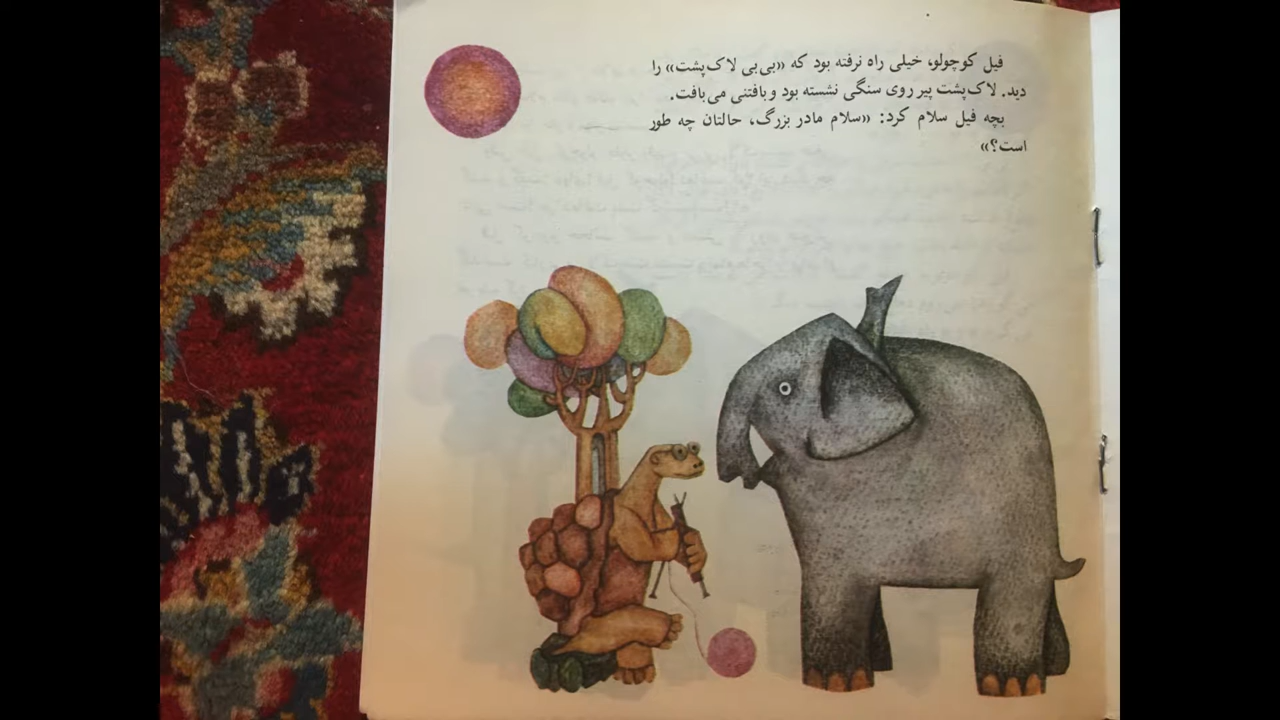 فیل کوچولو، خیلی راه نرفته بود که «بی‌بی لاک‌پشت» را
دید. لاک‌پشت پیر روی سنگی نشسته بود و بافتنی می‌بافت.
بچه فیل سلام کرد: «سلام مادر بزرگ، حالتان چه طور
است؟»